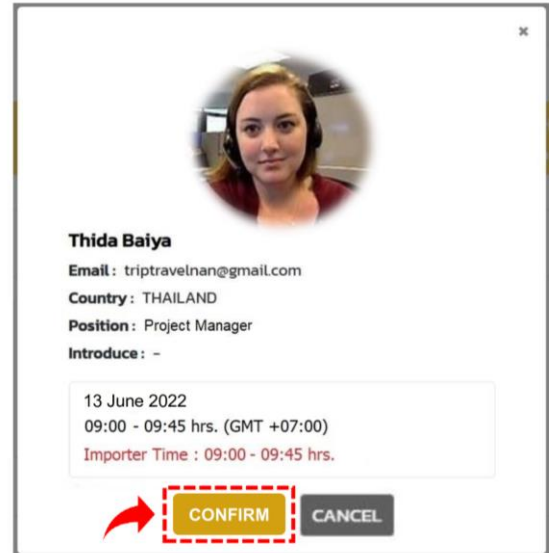 ×
Thida Baiya
Email : triptravelnan@gmail.com
Country : THAILAND
Position : Project Manager
Introduce : -
13 June 2022
09:00 - 09:45 hrs. (GMT +07:00)
Importer Time : 09:00 - 09:45 hrs.
CONFIRM CANCEL